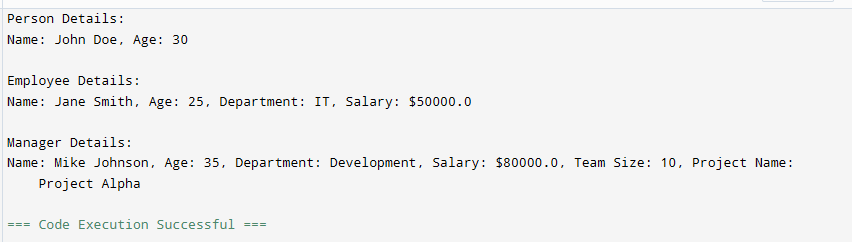 Person Details:
Name: John Doe, Age: 30
Employee Details:
Name: Jane Smith, Age: 25, Department: IT, Salary: $50000.0
Manager Details:
Name: Mike Johnson, Age: 35, Department: Development, Salary: $80000.0, Team Size: 10, Project Name:
Project Alpha
=== Code Execution Successful ===